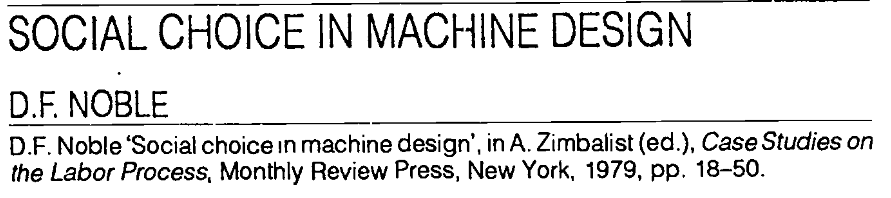 SOCIAL CHOICE IN MACHINE DESIGN
D.F. NOBLE
D.F. Noble 'Social choice in machine design', in A. Zimbalist (ed.), Case Studies on
the Labor Process, Monthly Review Press, New York, 1979, pp. 18–50.